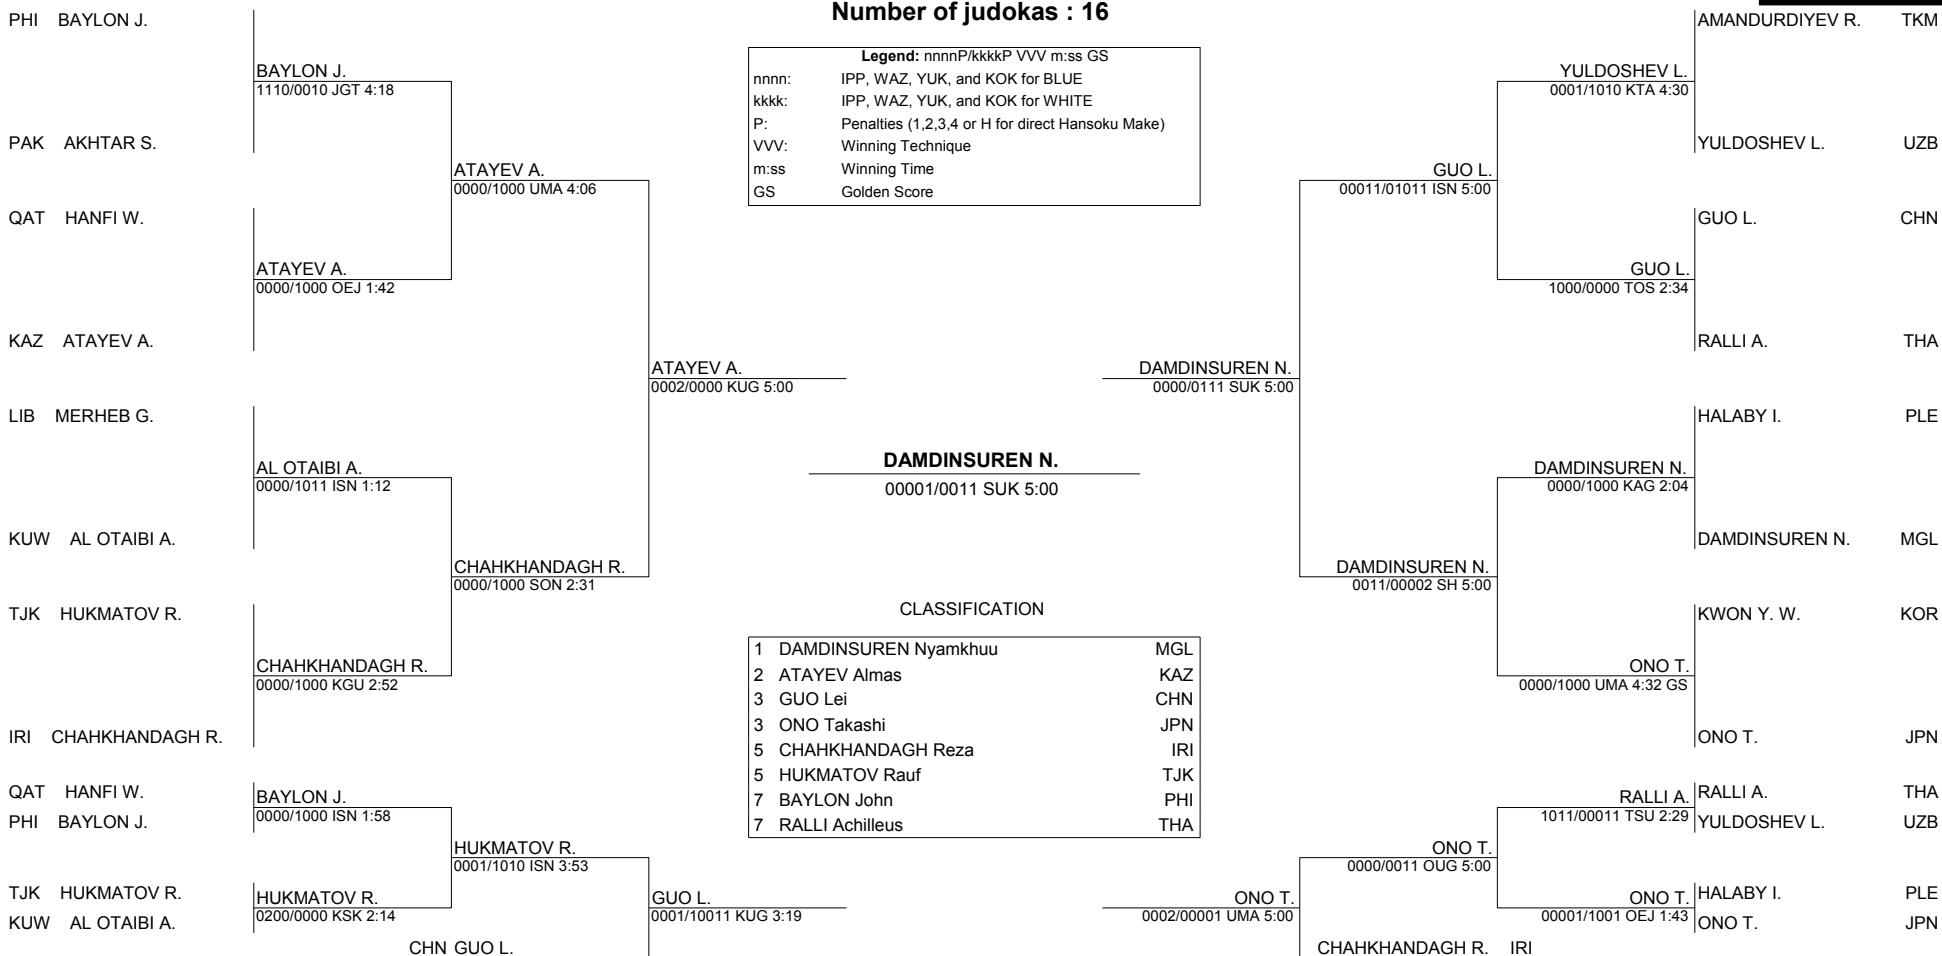 Number of judokas : 16
Legend: nnnnP/kkkkP VVV m:ss GS
nnnn: IPP, WAZ, YUK, and KOK for BLUE
kkkk: IPP, WAZ, YUK, and KOK for WHITE
P: Penalties (1,2,3,4 or H for direct Hansoku Make)
VVV: Winning Technique
m:ss Winning Time
GS Golden Score
PHI BAYLON J.
BAYLON J.
1110/0010 JGT 4:18
PAK AKHTAR S.
ATAYEV A.
0000/1000 UMA 4:06
QAT HANFI W.
ATAYEV A.
0000/1000 OEJ 1:42
KAZ ATAYEV A.
ATAYEV A.
0002/0000 KUG 5:00
LIB MERHEB G.
AL OTAIBI A.
0000/1011 ISN 1:12
KUW AL OTAIBI A.
CHAHKHANDAGH R.
0000/1000 SON 2:31
TJK HUKMATOV R.
CHAHKHANDAGH R.
0000/1000 KGU 2:52
IRI CHAHKHANDAGH R.
DAMDINSUREN N.
00001/0011 SUK 5:00
AMANDURDIYEV R. TKM
YULDOSHEV L.
0001/1010 KTA 4:30
YULDOSHEV L. UZB
GUO L.
00011/01011 ISN 5:00
GUO L. CHN
GUO L.
1000/0000 TOS 2:34
RALLI A. THA
DAMDINSUREN N.
0000/0111 SUK 5:00
HALABY I. PLE
DAMDINSUREN N.
0000/1000 KAG 2:04
DAMDINSUREN N. MGL
DAMDINSUREN N.
0011/00002 SH 5:00
KWON Y. W. KOR
ONO T.
0000/1000 UMA 4:32 GS
ONO T. JPN
CLASSIFICATION
1 DAMDINSUREN Nyamkhuu MGL
2 ATAYEV Almas KAZ
3 GUO Lei CHN
3 ONO Takashi JPN
5 CHAHKHANDAGH Reza IRI
5 HUKMATOV Rauf TJK
7 BAYLON John PHI
7 RALLI Achilleus THA
QAT HANFI W.
BAYLON J.
0000/1000 ISN 1:58
PHI BAYLON J.
HUKMATOV R.
0001/1010 ISN 3:53
TJK HUKMATOV R.
HUKMATOV R.
0200/0000 KSK 2:14
KUW AL OTAIBI A.
GUO L.
0001/10011 KUG 3:19
CHN GUO L.
RALLI A. THA
RALLI A.
1011/00011 TSU 2:29
YULDOSHEV L. UZB
ONO T.
0000/0011 OUG 5:00
HALABY I. PLE
ONO T.
00001/1001 OEJ 1:43
ONO T. JPN
ONO T.
0002/00001 UMA 5:00
CHAHKHANDAGH R. IRI